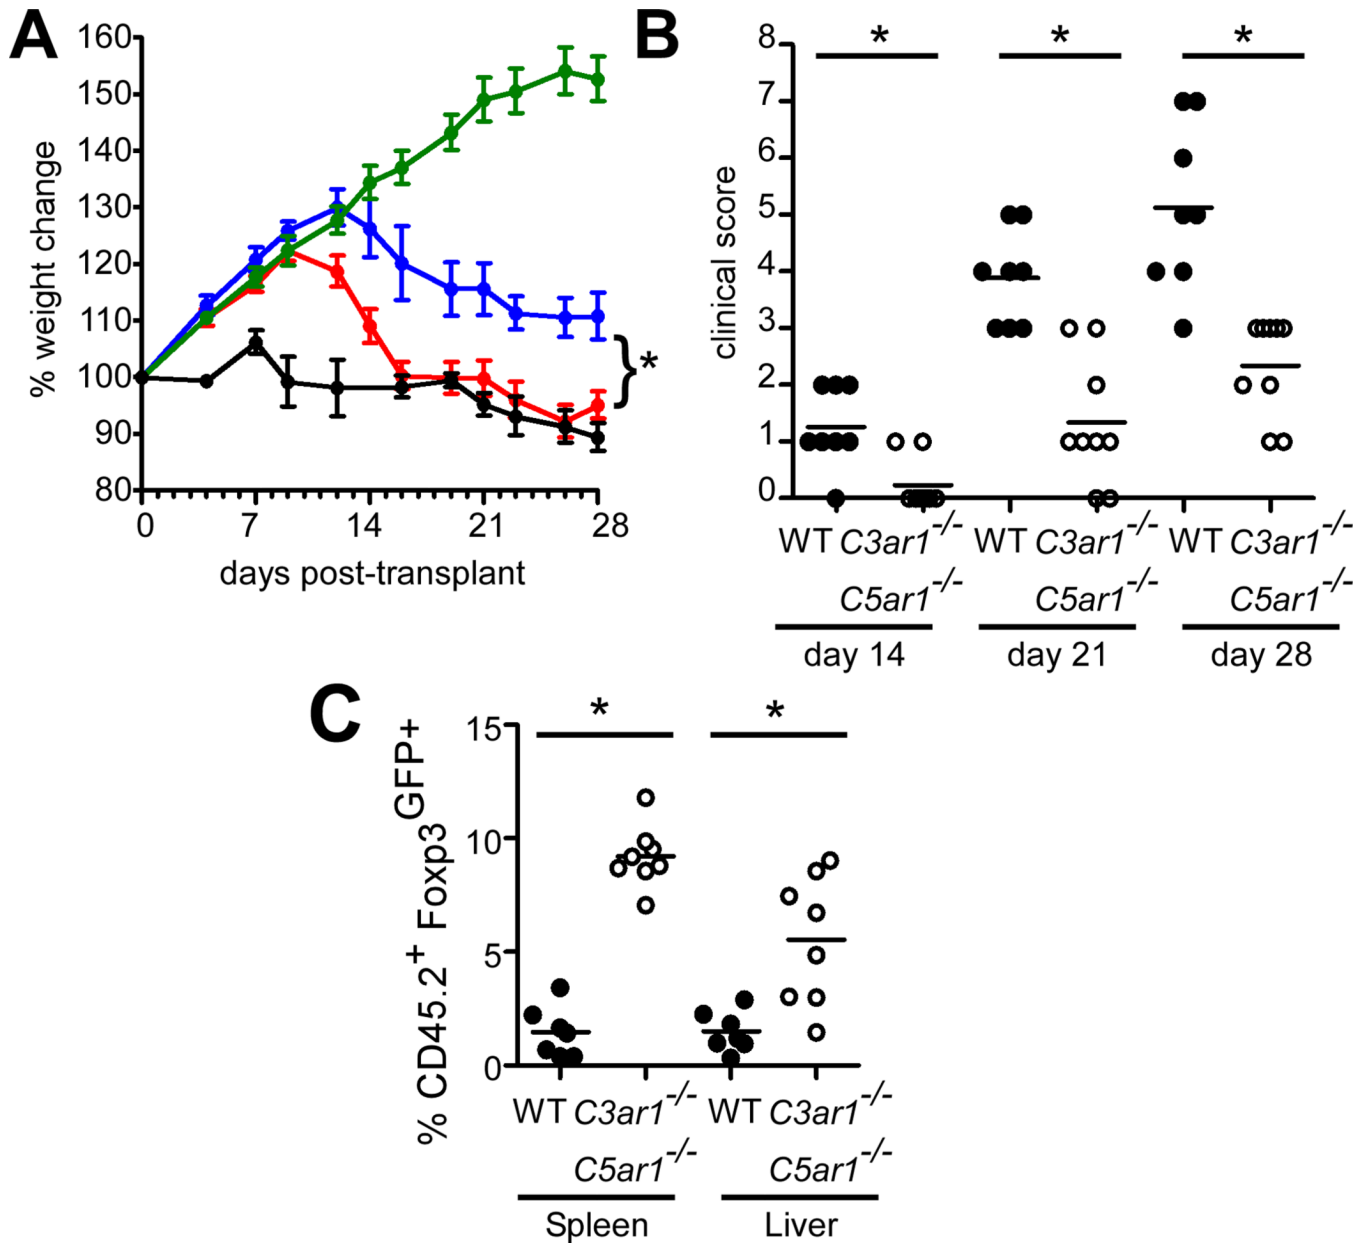 A
160
150
140
130
120
110
100
90
80
% weight change
0 7 14 21 28
days post-transplant
*
B
8
7
6
5
4
3
2
1
0
clinical score
* * *
WT C3ar1-/- WT C3ar1-/- WT C3ar1-/-
C5ar1-/- C5ar1-/- C5ar1-/-
day 14 day 21 day 28
C
15
10
5
0
% CD45.2+ Foxp3GFP+
* *
WT C3ar1-/- WT C3ar1-/-
C5ar1-/- C5ar1-/-
Spleen Liver